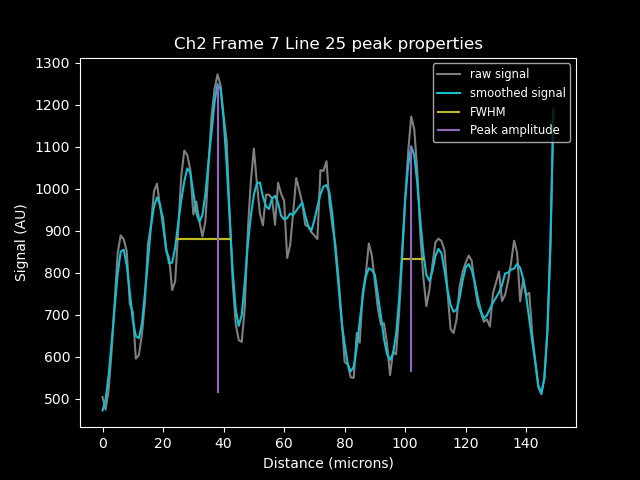 Ch2 Frame 7 Line 25 peak properties
raw signal
smoothed signal
FWHM
Peak amplitude
1300
1200
1100
1000
900
800
700
600
500
Signal (AU)
0 20 40 60 80 100 120 140
Distance (microns)